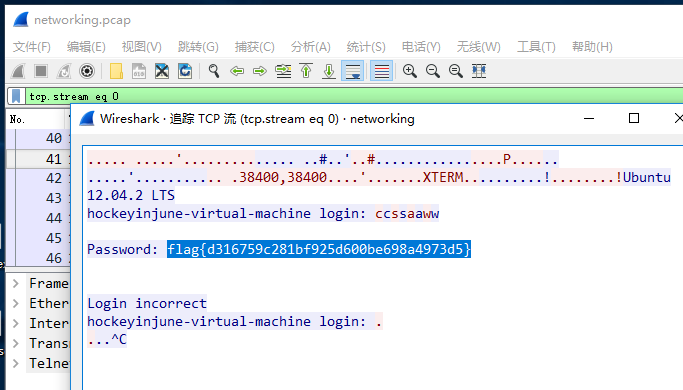 networking.pcap
文件(F) 编辑(E) 视图(V) 跳转(G) 捕获(C) 分析(A) 统计(S) 电话(Y) 无线(W) 工具(T) 帮助(H)
tcp.stream eq 0
No.
Wireshark · 追踪 TCP 流 (tcp.stream eq 0) · networking
40
41
42
43
44
45
46
..... .....'.............. ..#..'..#................P......
.....'.......... .38400,38400....'.......XTERM..........!........!Ubuntu
12.04.2 LTS
hockeyinjune-virtual-machine login: ccssaaww
Password: flag{d316759c281bf925d600be698a4973d5}
Login incorrect
hockeyinjune-virtual-machine login: .
...^C
> Frame
> Ether
> Inter
> Trans
> Telne